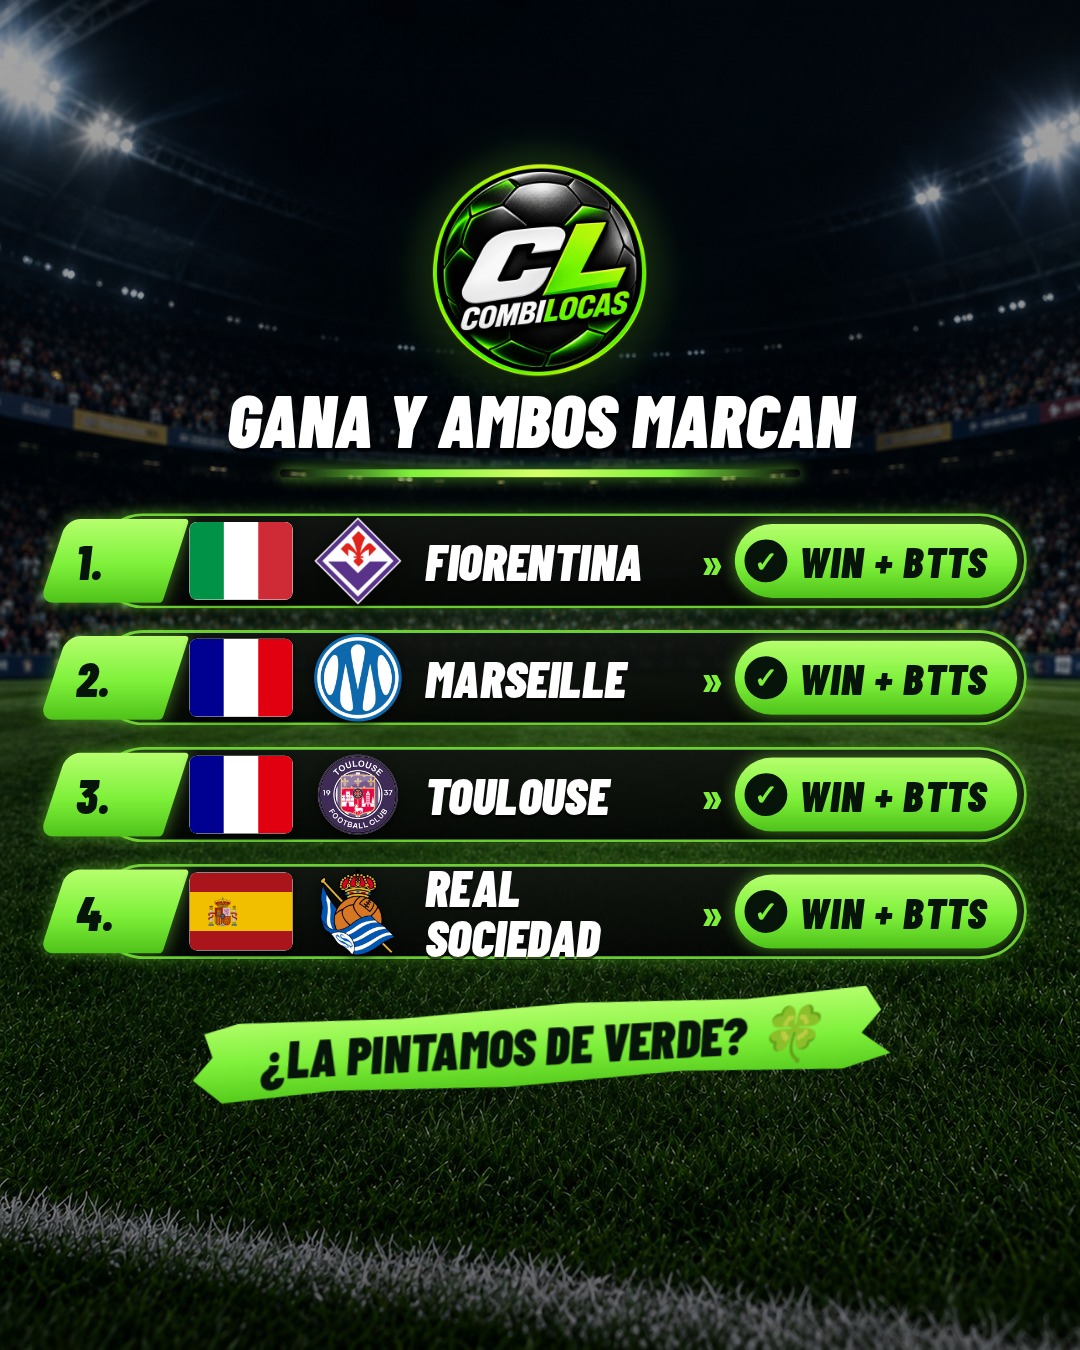 CL
COMBILOCAS
GANA Y AMBOS MARCAN
1. FIORENTINA » ✓ WIN + BTTS
2. MARSEILLE » ✓ WIN + BTTS
TOULOUSE
19 37
FOOTBALL CLUB
3. TOULOUSE » ✓ WIN + BTTS
4. REAL
SOCIEDAD » ✓ WIN + BTTS
¿LA PINTAMOS DE VERDE? 🍀